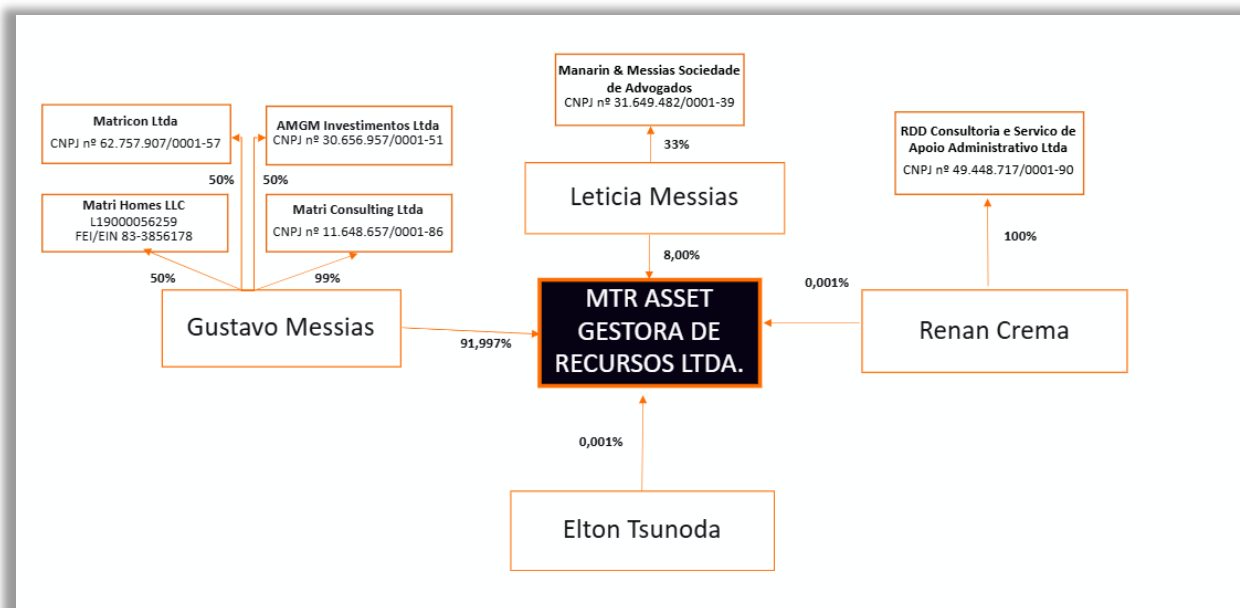 Manarin & Messias Sociedade
de Advogados
CNPJ nº 31.649.482/0001-39
Matricon Ltda
CNPJ nº 62.757.907/0001-57
AMGM Investimentos Ltda
CNPJ nº 30.656.957/0001-51
RDD Consultoria e Servico de
Apoio Administrativo Ltda
CNPJ nº 49.448.717/0001-90
33%
50%
50%
Leticia Messias
Matri Homes LLC
L19000056259
FEI/EIN 83-3856178
Matri Consulting Ltda
CNPJ nº 11.648.657/0001-86
100%
8,00%
50%
99%
0,001%
Gustavo Messias
91,997%
MTR ASSET
GESTORA DE
RECURSOS LTDA.
Renan Crema
0,001%
Elton Tsunoda